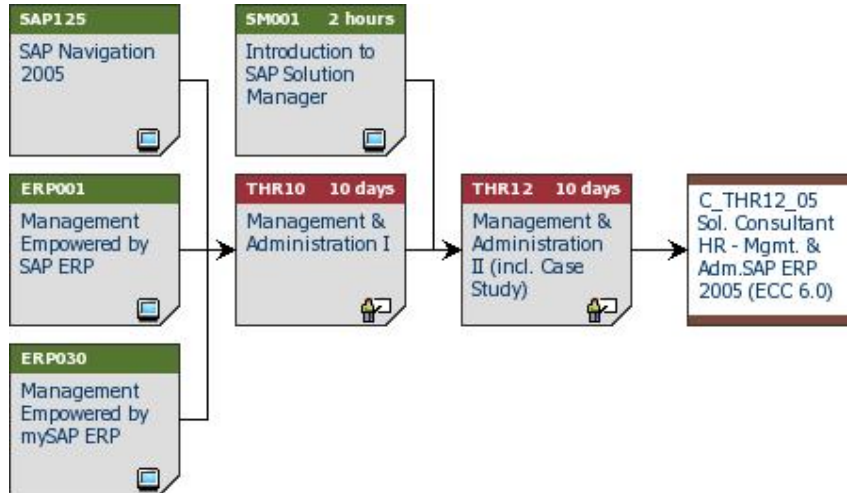 SAP125
SAP Navigation
2005
SM001 2 hours
Introduction to
SAP Solution
Manager
ERP001
Management
Empowered by
SAP ERP
THR10 10 days
Management &
Administration I
THR12 10 days
Management &
Administration
II (incl. Case
Study)
C_THR12_05
Sol. Consultant
HR - Mgmt. &
Adm.SAP ERP
2005 (ECC 6.0)
ERP030
Management
Empowered by
mySAP ERP